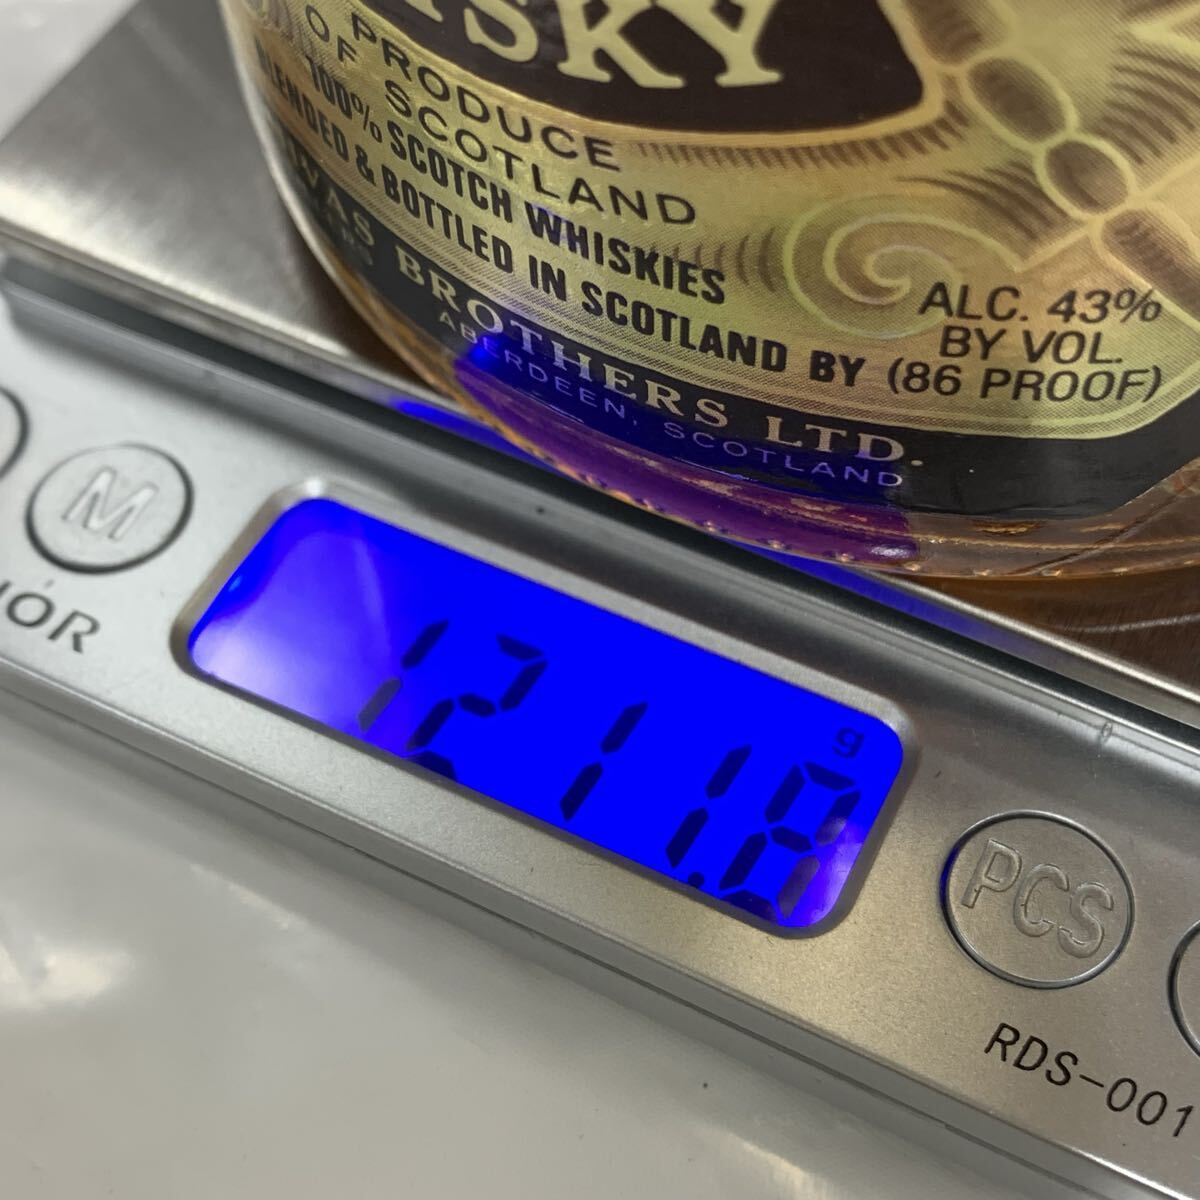 SKY
PRODUCE
OF SCOTLAND
100% SCOTCH WHISKIES
BLENDED & BOTTLED IN SCOTLAND BY
BROTHERS LTD.
ABERDEEN, SCOTLAND
ALC. 43%
BY VOL.
(86 PROOF)
M
g
1211.8
PCS
RDS-001